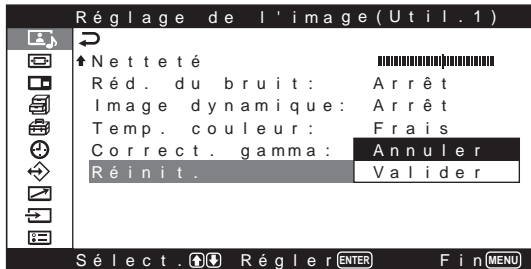 Réglage de l'image(Util.1)
Netteté
Réd. du bruit: Arrêt
Image dynamique: Arrêt
Temp. couleur: Frais
Correct. gamma: Annuler
Réinit. Valider
Sélect. Régler ENTER Fin MENU